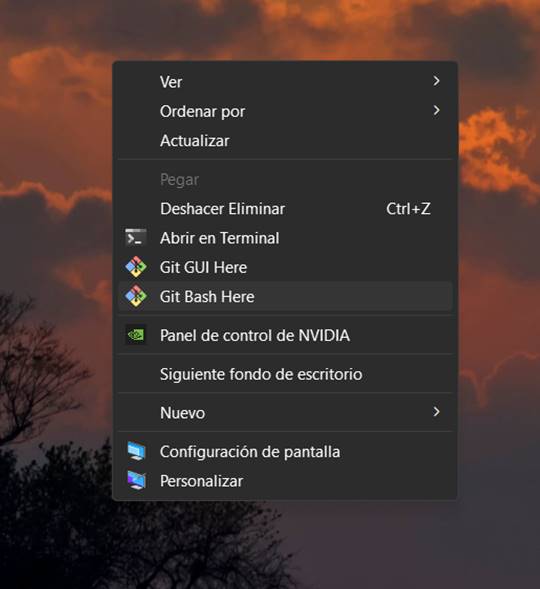 Ver
Ordenar por
Actualizar
Pegar
Deshacer Eliminar Ctrl+Z
Abrir en Terminal
Git GUI Here
Git Bash Here
Panel de control de NVIDIA
Siguiente fondo de escritorio
Nuevo
Configuración de pantalla
Personalizar